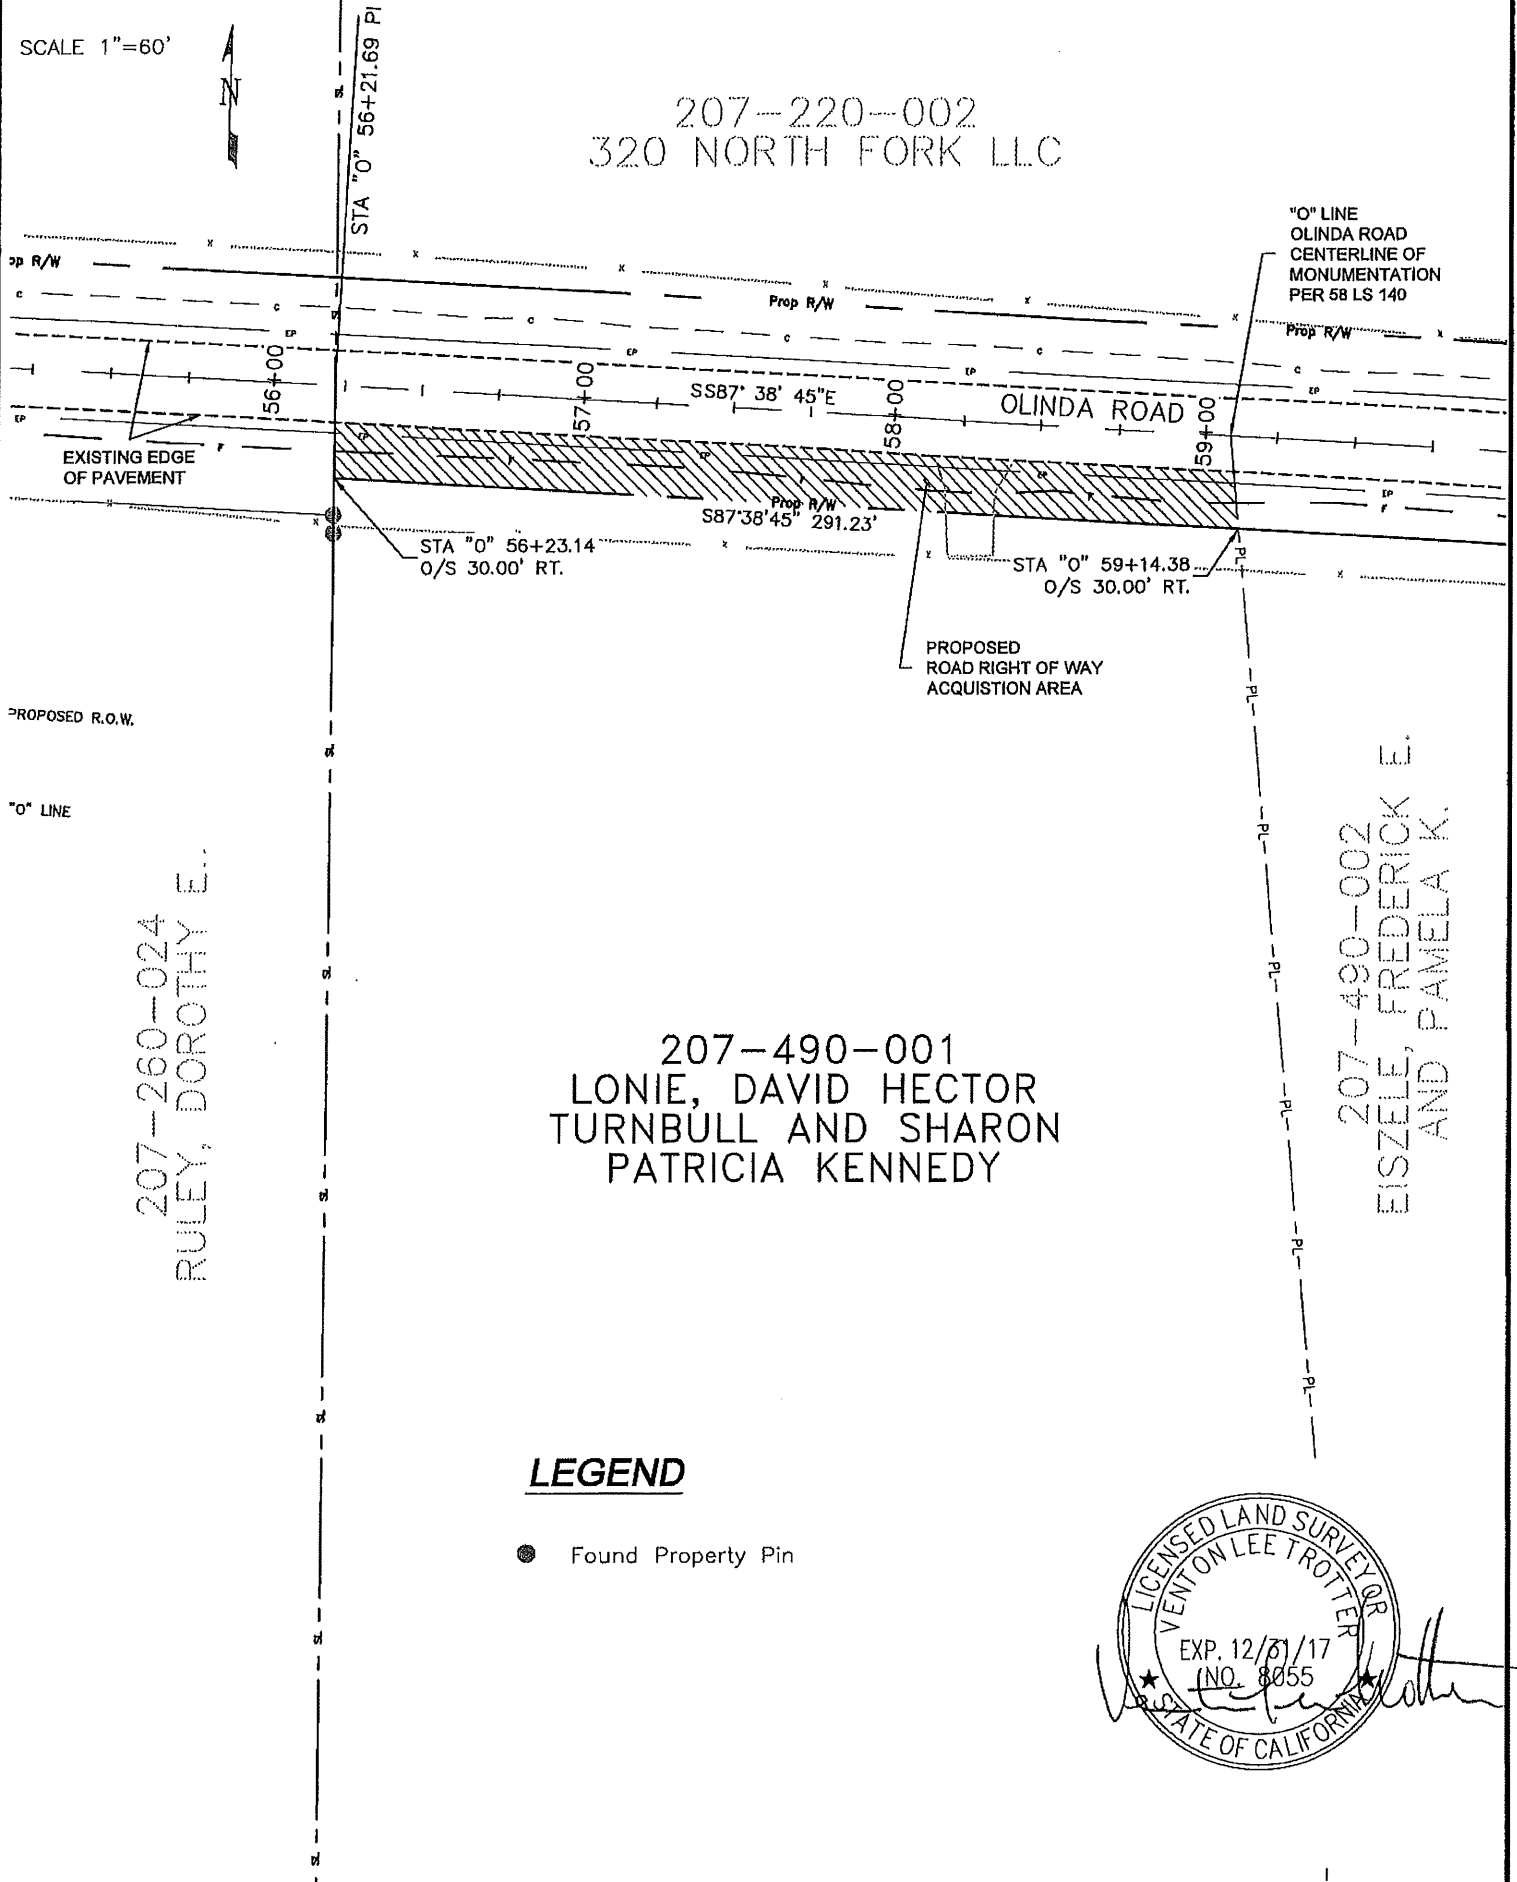 SCALE 1"=60'
N
STA "O" 56+21.69 PI
SL
207-220-002
320 NORTH FORK LLC
"O" LINE
OLINDA ROAD
CENTERLINE OF
MONUMENTATION
PER 58 LS 140
op R/W
Prop R/W
Prop R/W
56+00
57+00
SS87° 38' 45"E
58+00
OLINDA ROAD
59+00
EXISTING EDGE
OF PAVEMENT
Prop R/W
S87°38'45" 291.23'
STA "O" 56+23.14
O/S 30.00' RT.
STA "O" 59+14.38
O/S 30.00' RT.
PROPOSED
ROAD RIGHT OF WAY
ACQUISTION AREA
PROPOSED R.O.W.
"O" LINE
207-260-024
RULEY, DOROTHY E..
207-490-001
LONIE, DAVID HECTOR
TURNBULL AND SHARON
PATRICIA KENNEDY
207-490-002
EISZELE, FREDERICK E.
AND PAMELA K.
LEGEND
Found Property Pin
LICENSED LAND SURVEYOR
VENTON LEE TROTTER
EXP. 12/31/17
NO. 8055
STATE OF CALIFORNIA